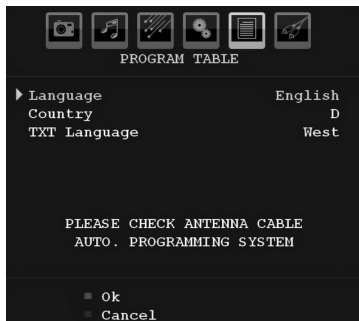 PROGRAM TABLE
Language English
Country D
TXT Language West
PLEASE CHECK ANTENNA CABLE
AUTO. PROGRAMMING SYSTEM
Ok
Cancel